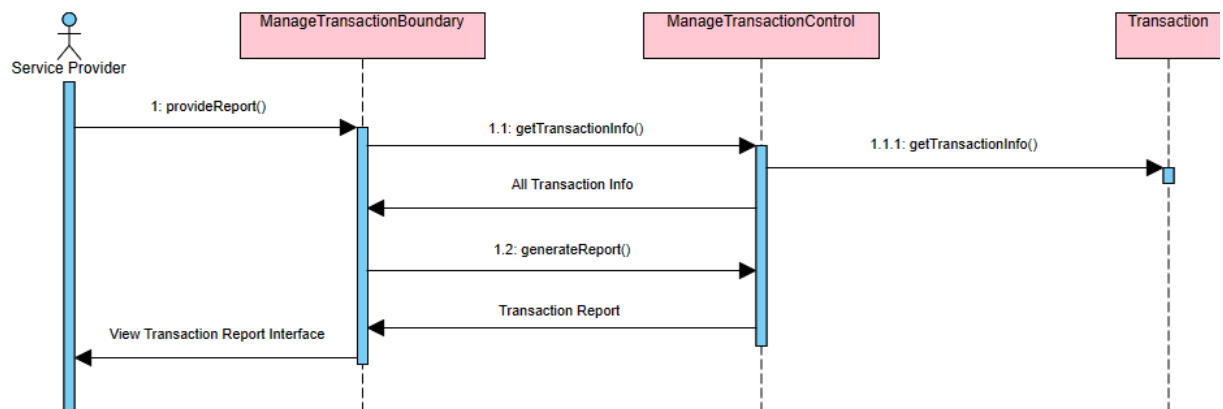 ManageTransactionBoundary
ManageTransactionControl
Transaction
Service Provider
1: provideReport()
1.1: getTransactionInfo()
1.1.1: getTransactionInfo()
All Transaction Info
1.2: generateReport()
Transaction Report
View Transaction Report Interface